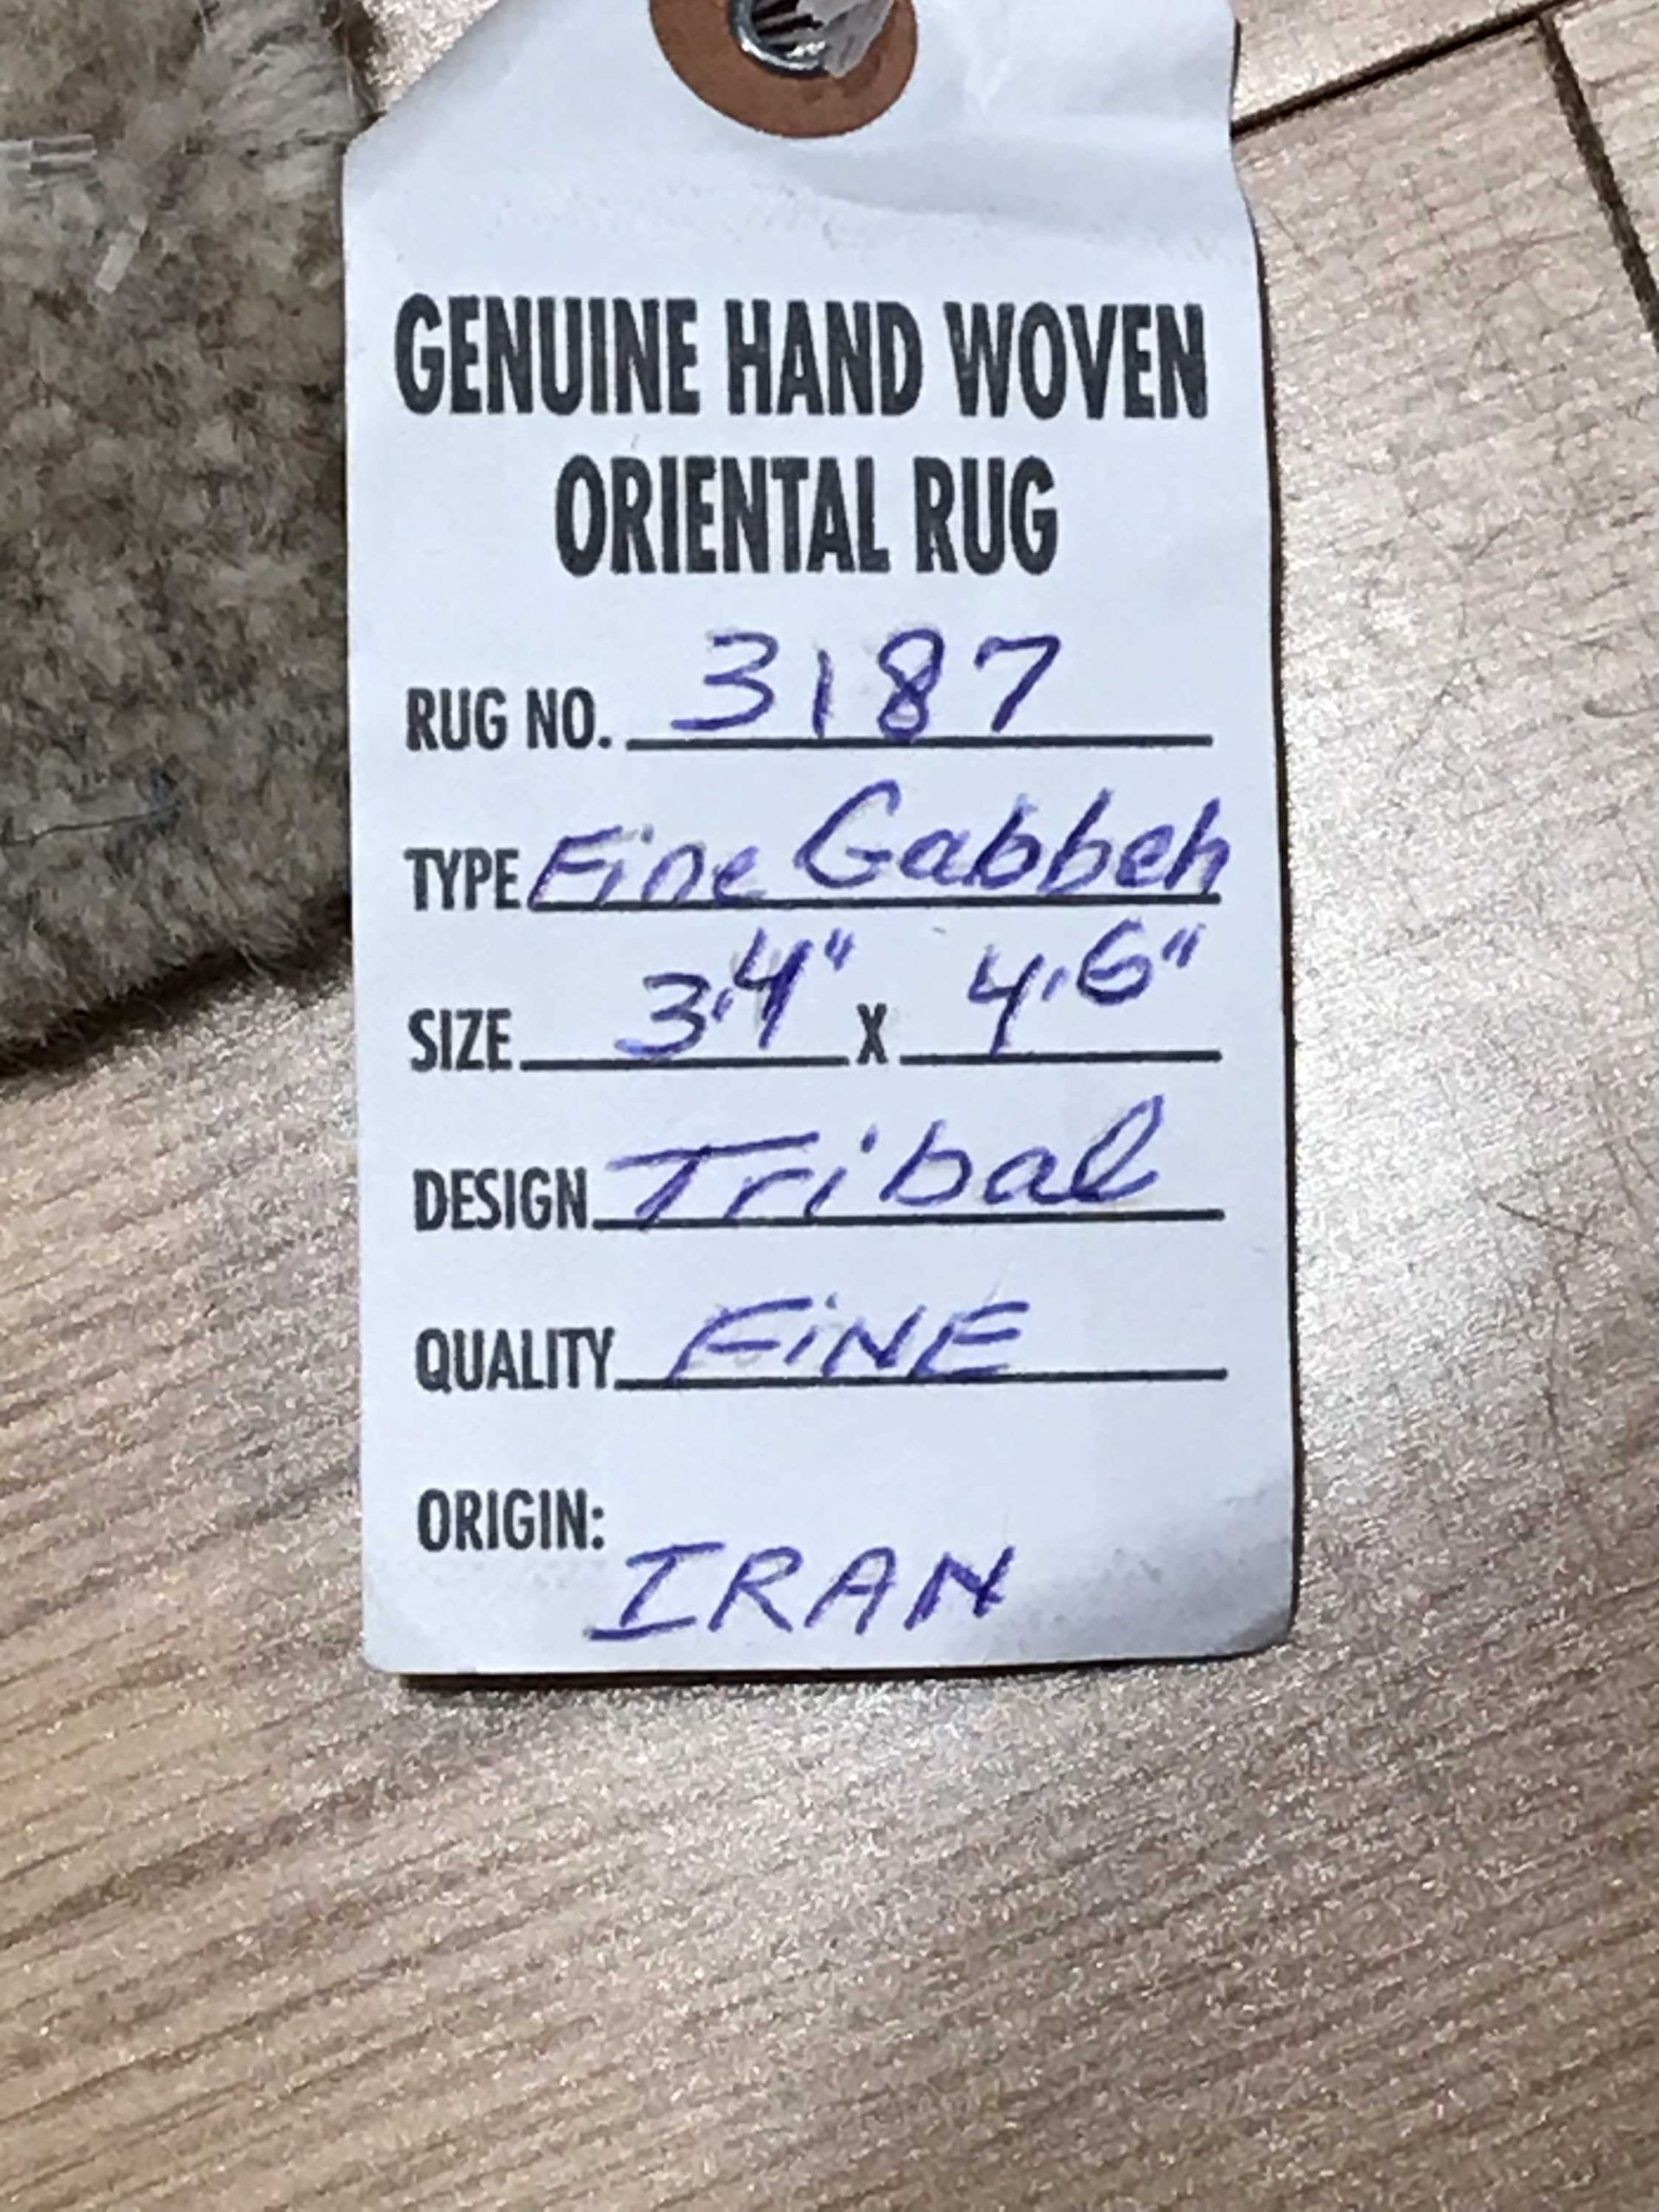 GENUINE HAND WOVEN
ORIENTAL RUG
RUG NO. 3187
TYPE Fine Gabbeh
SIZE 3.4" X 4.6"
DESIGN Tribal
QUALITY FiNE
ORIGIN:
IRAN